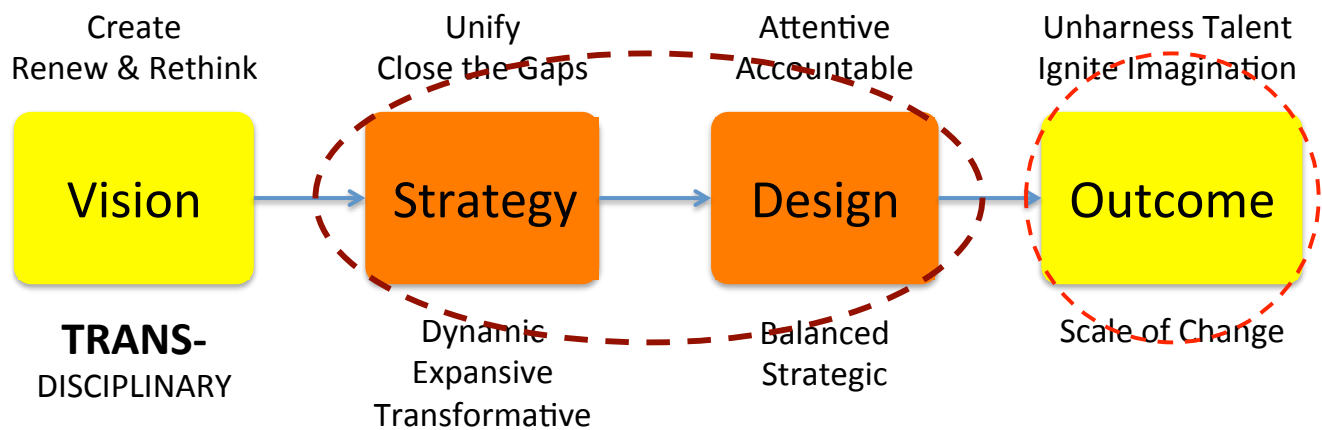 Create
Renew & Rethink
Unify
Close the Gaps
Attentive
Accountable
Unharness Talent
Ignite Imagination
Vision
Strategy
Design
Outcome
TRANS-
DISCIPLINARY
Dynamic
Expansive
Transformative
Balanced
Strategic
Scale of Change